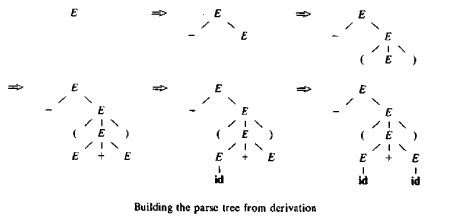 E ⇒ E ⇒ E
- E - E
( E )
⇒ E ⇒ E ⇒ E
- E - E - E
( E ) ( E ) ( E )
E + E E + E E + E
id id id
Building the parse tree from derivation